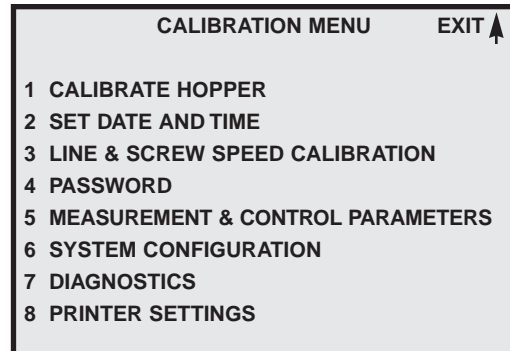 CALIBRATION MENU EXIT
1 CALIBRATE HOPPER
2 SET DATE AND TIME
3 LINE & SCREW SPEED CALIBRATION
4 PASSWORD
5 MEASUREMENT & CONTROL PARAMETERS
6 SYSTEM CONFIGURATION
7 DIAGNOSTICS
8 PRINTER SETTINGS